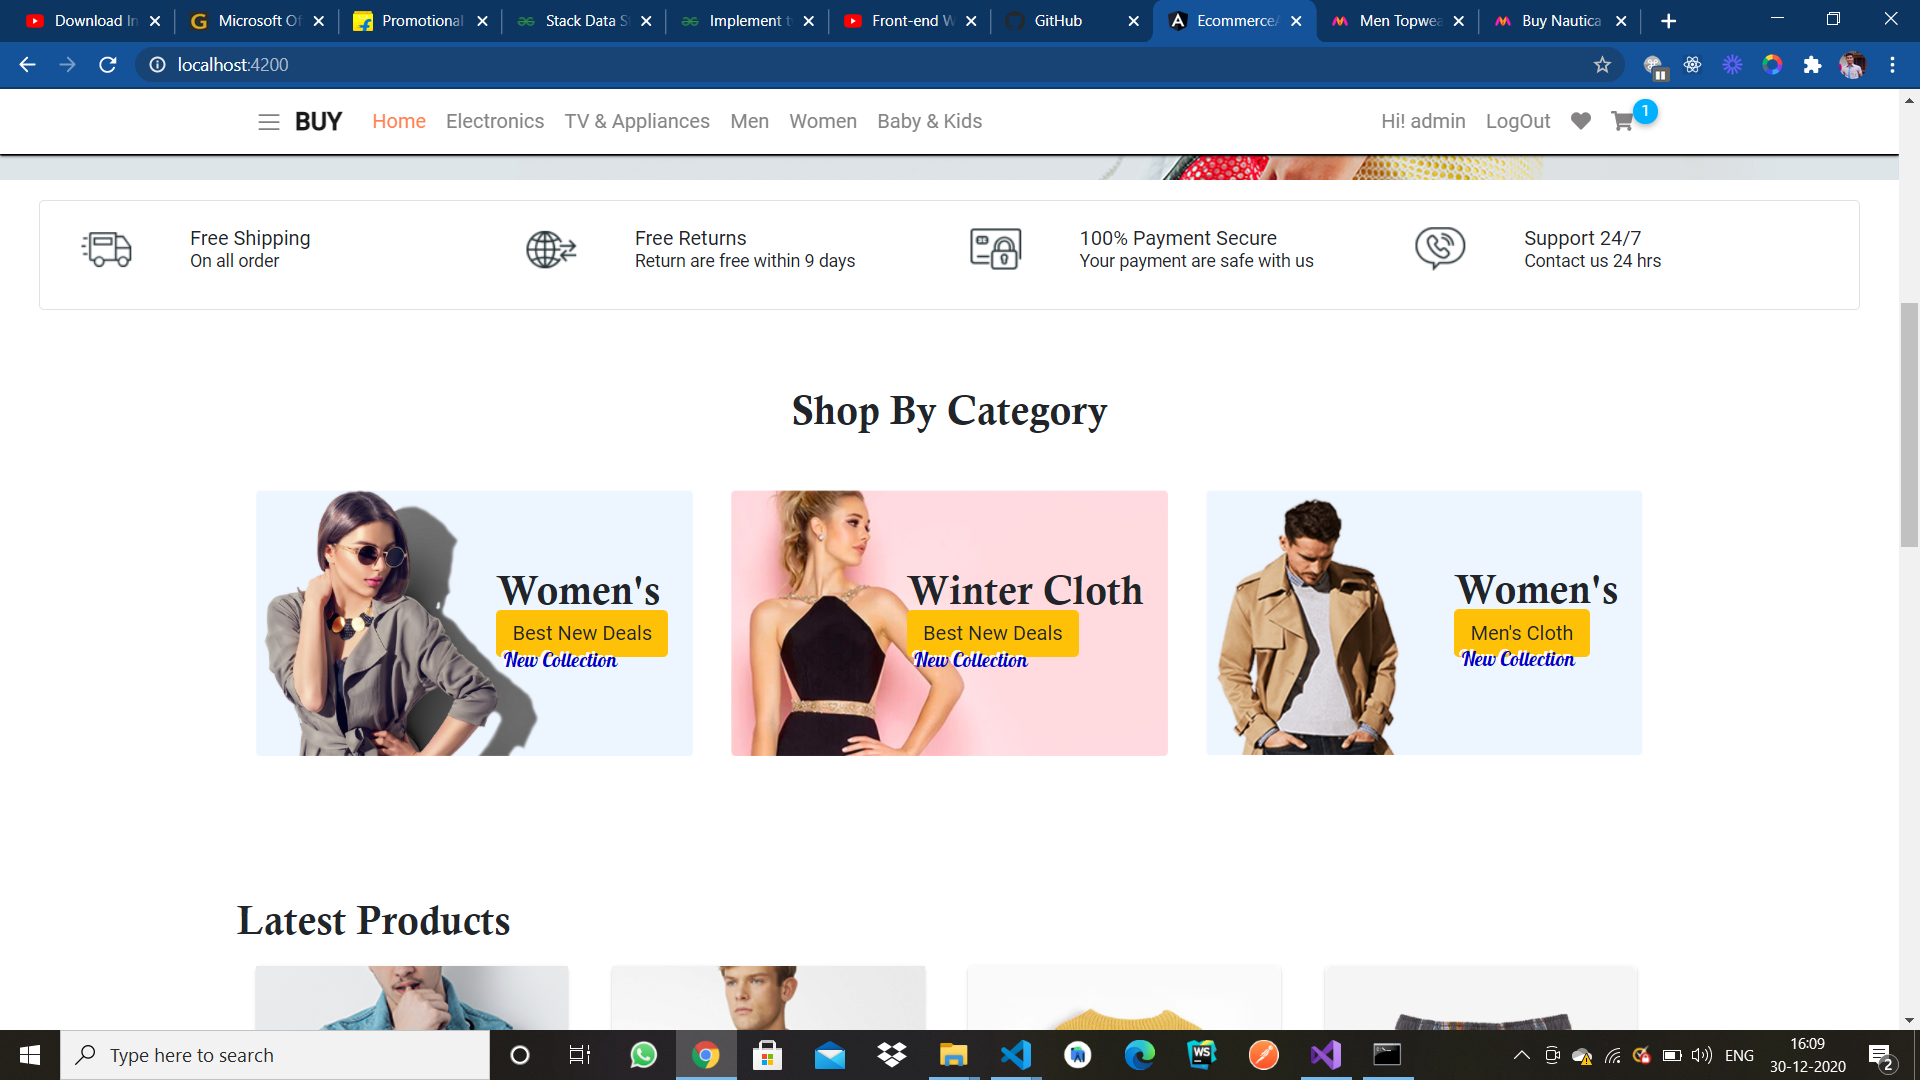 Download In
Microsoft Of
Promotional
Stack Data S
Implement t
Front-end W
GitHub
Ecommerce
Men Topwea
Buy Nautica
localhost:4200
BUY Home Electronics TV & Appliances Men Women Baby & Kids Hi! admin LogOut 1
Free Shipping
On all order
Free Returns
Return are free within 9 days
100% Payment Secure
Your payment are safe with us
Support 24/7
Contact us 24 hrs
Shop By Category
Women's
Best New Deals
New Collection
Winter Cloth
Best New Deals
New Collection
Women's
Men's Cloth
New Collection
Latest Products
Type here to search
WS
ENG
16:09
30-12-2020
2